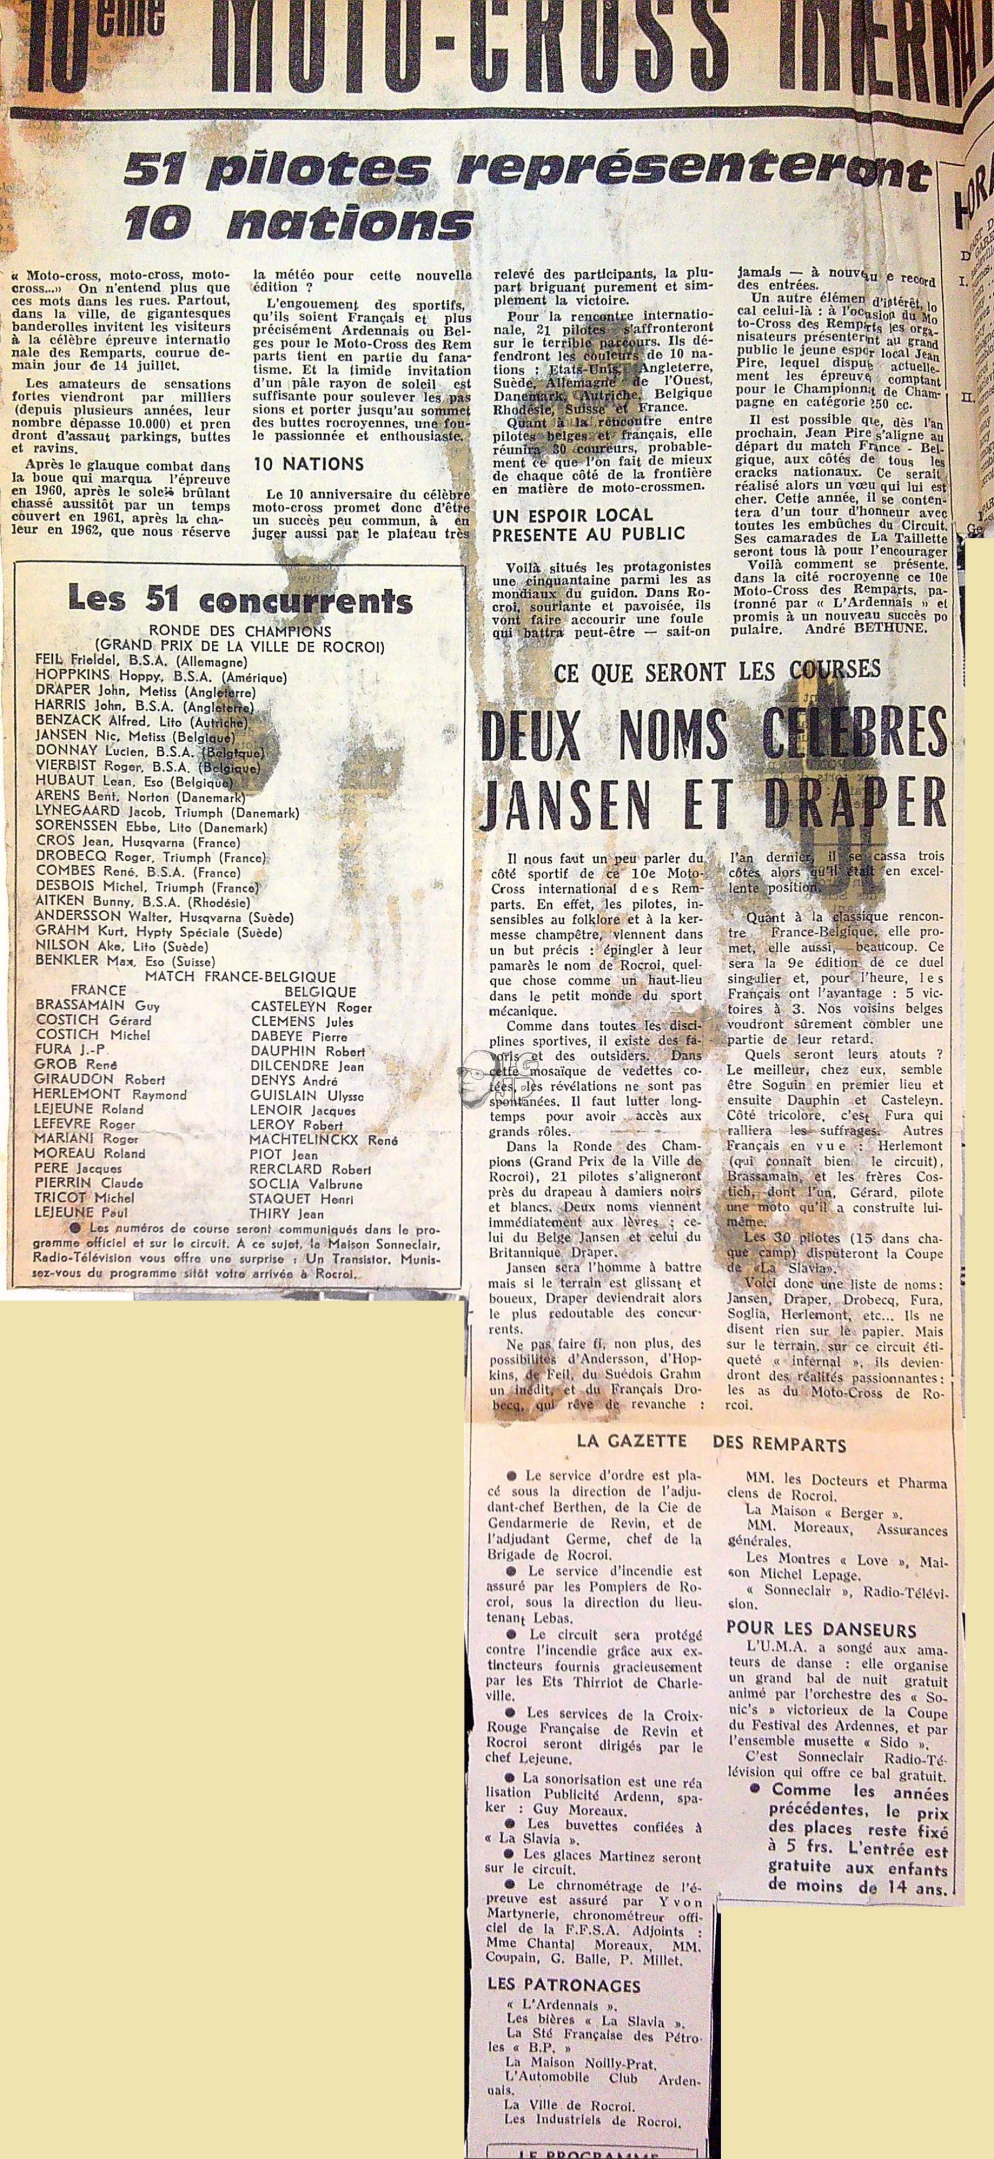 10ème MOTO-CROSS INTERNAT
51 pilotes représenteront
10 nations
« Moto-cross, moto-cross, moto-
cross...» On n'entend plus que
ces mots dans les rues. Partout,
dans la ville, de gigantesques
banderolles invitent les visiteurs
à la célèbre épreuve internatio
nale des Remparts, courue de-
main jour de 14 juillet.
Les amateurs de sensations
fortes viendront par milliers
(depuis plusieurs années, leur
nombre dépasse 10.000) et pren
dront d'assaut parkings, buttes
et ravins.
Après le glauque combat dans
la boue qui marqua l'épreuve
en 1960, après le soleil brûlant
chassé aussitôt par un temps
couvert en 1961, après la cha-
leur en 1962, que nous réserve
la météo pour cette nouvelle
édition ?
L'engouement des sportifs,
qu'ils soient Français et plus
précisément Ardennais ou Bel-
ges pour le Moto-Cross des Rem
parts tient en partie du fana-
tisme. Et la timide invitation
d'un pâle rayon de soleil est
suffisante pour soulever les pas
sions et porter jusqu'au sommet
des buttes rocroyennes, une fou-
le passionnée et enthousiaste.
10 NATIONS
Le 10 anniversaire du célèbre
moto-cross promet donc d'être
un succès peu commun, à en
juger aussi par le plateau très
relevé des participants, la plu-
part briguant purement et sim-
plement la victoire.
Pour la rencontre internatio-
nale, 21 pilotes s'affronteront
sur le terrible parcours. Ils dé-
fendront les couleurs de 10 na-
tions : Etats-Unis, Angleterre,
Suède, Allemagne de l'Ouest,
Danemark, Autriche, Belgique
Rhodésie, Suisse et France.
Quant à la rencontre entre
pilotes belges et français, elle
réunira 30 coureurs, probable-
ment ce que l'on fait de mieux
de chaque côté de la frontière
en matière de moto-crossmen.
UN ESPOIR LOCAL
PRESENTE AU PUBLIC
Voilà situés les protagonistes
une cinquantaine parmi les as
mondiaux du guidon. Dans Ro-
croi, souriante et pavoisée, ils
vont faire accourir une foule
qui battra peut-être — sait-on
jamais — à nouveau le record
des entrées.
Un autre élément d'intérêt, lo
cal celui-là : à l'occasion du Mo
to-Cross des Remparts les orga-
nisateurs présenteront au grand
public le jeune espoir local Jean
Pire, lequel dispute actuelle-
ment les épreuves comptant
pour le Championnat de Cham-
pagne en catégorie 250 cc.
Il est possible que, dès l'an
prochain, Jean Pire s'aligne au
départ du match France - Bel-
gique, aux côtés de tous les
cracks nationaux. Ce serait
réalisé alors un vœu qui lui est
cher. Cette année, il se conten-
tera d'un tour d'honneur avec
toutes les embûches du Circuit.
Ses camarades de La Taillette
seront tous là pour l'encourager
Voilà comment se présente,
dans la cité rocroyenne ce 10e
Moto-Cross des Remparts, pa-
tronné par « L'Ardennais » et
promis à un nouveau succès po
pulaire. André BETHUNE.
Les 51 concurrents
RONDE DES CHAMPIONS
(GRAND PRIX DE LA VILLE DE ROCROI)
FEIL Frieldel, B.S.A. (Allemagne)
HOPPKINS Hoppy, B.S.A. (Amérique)
DRAPER John, Metiss (Angleterre)
HARRIS John, B.S.A. (Angleterre)
BENZACK Alfred, Lito (Autriche)
JANSEN Nic, Metiss (Belgique)
DONNAY Lucien, B.S.A. (Belgique)
VIERBIST Roger, B.S.A. (Belgique)
HUBAUT Lean, Eso (Belgique)
ARENS Bent, Norton (Danemark)
LYNEGAARD Jacob, Triumph (Danemark)
SORENSSEN Ebbe, Lito (Danemark)
CROS Jean, Husqvarna (France)
DROBECQ Roger, Triumph (France)
COMBES René, B.S.A. (France)
DESBOIS Michel, Triumph (France)
AITKEN Bunny, B.S.A. (Rhodésie)
ANDERSSON Walter, Husqvarna (Suède)
GRAHM Kurt, Hypty Spéciale (Suède)
NILSON Ake, Lito (Suède)
BENKLER Max, Eso (Suisse)
MATCH FRANCE-BELGIQUE
FRANCE
BRASSAMAIN Guy
COSTICH Gérard
COSTICH Michel
FURA J.-P.
GROB René
GIRAUDON Robert
HERLEMONT Raymond
LEJEUNE Roland
LEFEVRE Roger
MARIANI Roger
MOREAU Roland
PERE Jacques
PIERRIN Claude
TRICOT Michel
LEJEUNE Paul
BELGIQUE
CASTELEYN Roger
CLEMENS Jules
DABEYE Pierre
DAUPHIN Robert
DILCENDRE Jean
DENYS André
GUISLAIN Ulysse
LENOIR Jacques
LEROY Robert
MACHTELINCKX René
PIOT Jean
RERCLARD Robert
SOCLIA Valbrune
STAQUET Henri
THIRY Jean
● Les numéros de course seront communiqués dans le pro-
gramme officiel et sur le circuit. A ce sujet, la Maison Sonneclair,
Radio-Télévision vous offre une surprise : Un Transistor. Munis-
sez-vous du programme sitôt votre arrivée à Rocroi.
CE QUE SERONT LES COURSES
DEUX NOMS CELEBRES
JANSEN ET DRAPER
Il nous faut un peu parler du
côté sportif de ce 10e Moto-
Cross international des Rem-
parts. En effet, les pilotes, in-
sensibles au folklore et à la ker-
messe champêtre, viennent dans
un but précis : épingler à leur
pamarès le nom de Rocroi, quel-
que chose comme un haut-lieu
dans le petit monde du sport
mécanique.
Comme dans toutes les disci-
plines sportives, il existe des fa-
voris et des outsiders. Dans
cette mosaïque de vedettes co-
tées, les révélations ne sont pas
spontanées. Il faut lutter long-
temps pour avoir accès aux
grands rôles.
Dans la Ronde des Cham-
pions (Grand Prix de la Ville de
Rocroi), 21 pilotes s'aligneront
près du drapeau à damiers noirs
et blancs. Deux noms viennent
immédiatement aux lèvres : ce-
lui du Belge Jansen et celui du
Britannique Draper.
Jansen sera l'homme à battre
mais si le terrain est glissant et
boueux, Draper deviendrait alors
le plus redoutable des concur-
rents.
Ne pas faire fi, non plus, des
possibilités d'Andersson, d'Hop-
kins, de Feil, du Suédois Grahm
un inédit et du Français Dro-
becq, qui rêve de revanche :
l'an dernier, il se cassa trois
côtes alors qu'il était en excel-
lente position.
Quant à la classique rencon-
tre France-Belgique, elle pro-
met, elle aussi, beaucoup. Ce
sera la 9e édition de ce duel
singulier et, pour l'heure, les
Français ont l'avantage : 5 vic-
toires à 3. Nos voisins belges
voudront sûrement combler une
partie de leur retard.
Quels seront leurs atouts ?
Le meilleur, chez eux, semble
être Soguin en premier lieu et
ensuite Dauphin et Casteleyn.
Côté tricolore, c'est Fura qui
ralliera les suffrages. Autres
Français en vue : Herlemont
(qui connaît bien le circuit),
Brassamain, et les frères Cos-
tich, dont l'un, Gérard, pilote
une moto qu'il a construite lui-
même.
Les 30 pilotes (15 dans cha-
que camp) disputeront la Coupe
de «La Slavia».
Voici donc une liste de noms :
Jansen, Draper, Drobecq, Fura,
Soglia, Herlemont, etc... Ils ne
disent rien sur le papier. Mais
sur le terrain, sur ce circuit éti-
queté « infernal », ils devien-
dront des réalités passionnantes :
les as du Moto-Cross de Ro-
rcoi.
LA GAZETTE DES REMPARTS
● Le service d'ordre est pla-
cé sous la direction de l'adju-
dant-chef Berthen, de la Cie de
Gendarmerie de Revin, et de
l'adjudant Germe, chef de la
Brigade de Rocroi.
● Le service d'incendie est
assuré par les Pompiers de Ro-
croi, sous la direction du lieu-
tenant Lebas.
● Le circuit sera protégé
contre l'incendie grâce aux ex-
tincteurs fournis gracieusement
par les Ets Thirriot de Charle-
ville.
● Les services de la Croix-
Rouge Française de Revin et
Rocroi seront dirigés par le
chef Lejeune.
● La sonorisation est une réa
lisation Publicité Ardenn, spa-
ker : Guy Moreaux.
● Les buvettes confiées à
« La Slavia ».
● Les glaces Martinez seront
sur le circuit.
● Le chrnométrage de l'é-
preuve est assuré par Yvon
Martynerie, chronométreur offi-
ciel de la F.F.S.A. Adjoints :
Mme Chantal Moreaux, MM.
Coupain, G. Balle, P. Millet.
LES PATRONAGES
« L'Ardennais ».
Les bières « La Slavia ».
La Sté Française des Pétro-
les « B.P. »
La Maison Noilly-Prat.
L'Automobile Club Arden-
nais.
La Ville de Rocroi.
Les Industriels de Rocroi.
LE PROGRAMME
MM. les Docteurs et Pharma
ciens de Rocroi.
La Maison « Berger ».
MM. Moreaux, Assurances
générales.
Les Montres « Love », Mai-
son Michel Lepage.
« Sonneclair », Radio-Télévi-
sion.
POUR LES DANSEURS
L'U.M.A. a songé aux ama-
teurs de danse : elle organise
un grand bal de nuit gratuit
animé par l'orchestre des « So-
nic's » victorieux de la Coupe
du Festival des Ardennes, et par
l'ensemble musette « Sido ».
C'est Sonneclair Radio-Té-
lévision qui offre ce bal gratuit.
● Comme les années
précédentes, le prix
des places reste fixé
à 5 frs. L'entrée est
gratuite aux enfants
de moins de 14 ans.